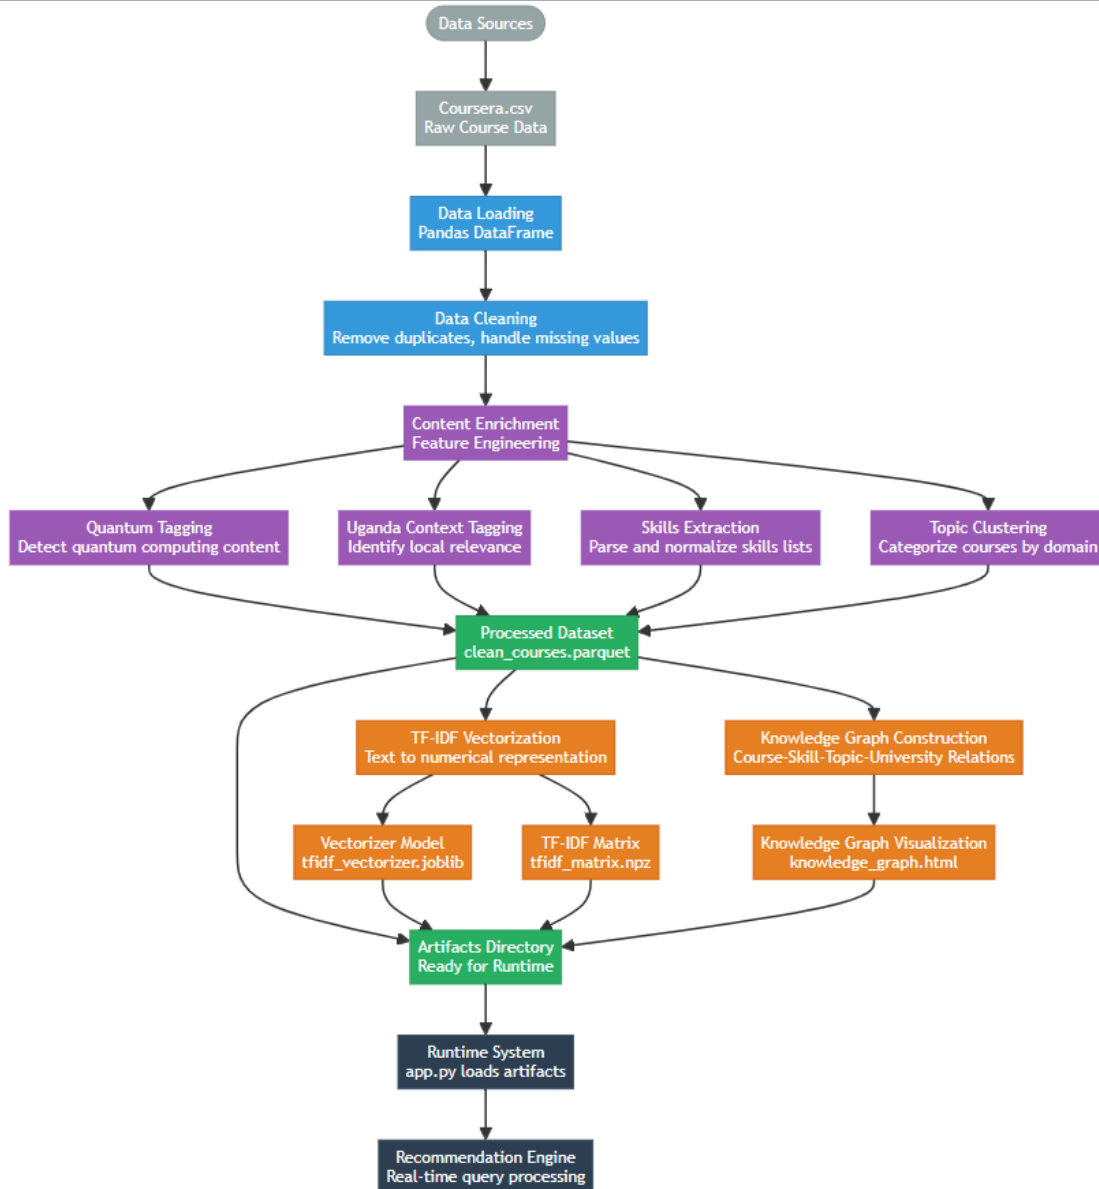 Data Sources
Coursera.csv
Raw Course Data
Data Loading
Pandas DataFrame
Data Cleaning
Remove duplicates, handle missing values
Content Enrichment
Feature Engineering
Quantum Tagging
Detect quantum computing content
Uganda Context Tagging
Identify local relevance
Skills Extraction
Parse and normalize skills lists
Topic Clustering
Categorize courses by domain
Processed Dataset
clean_courses.parquet
TF-IDF Vectorization
Text to numerical representation
Knowledge Graph Construction
Course-Skill-Topic-University Relations
Vectorizer Model
tfidf_vectorizer.joblib
TF-IDF Matrix
tfidf_matrix.npz
Knowledge Graph Visualization
knowledge_graph.html
Artifacts Directory
Ready for Runtime
Runtime System
app.py loads artifacts
Recommendation Engine
Real-time query processing